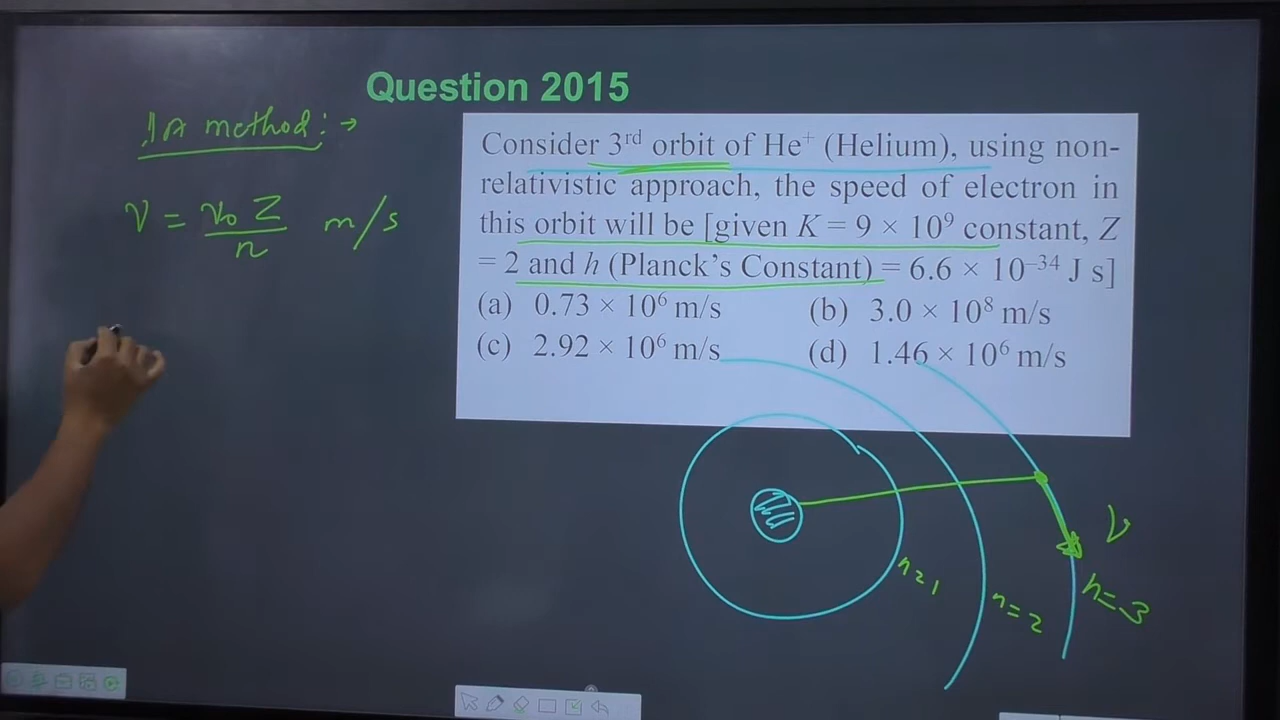 Question 2015
1st method: →
V = v₀ Z / n m/s
Consider 3rd orbit of He⁺ (Helium), using non-
relativistic approach, the speed of electron in
this orbit will be [given K = 9 × 10⁹ constant, Z
= 2 and h (Planck's Constant) = 6.6 × 10⁻³⁴ J s]
(a) 0.73 × 10⁶ m/s (b) 3.0 × 10⁸ m/s
(c) 2.92 × 10⁶ m/s (d) 1.46 × 10⁶ m/s
V
n=1
n=2
n=3